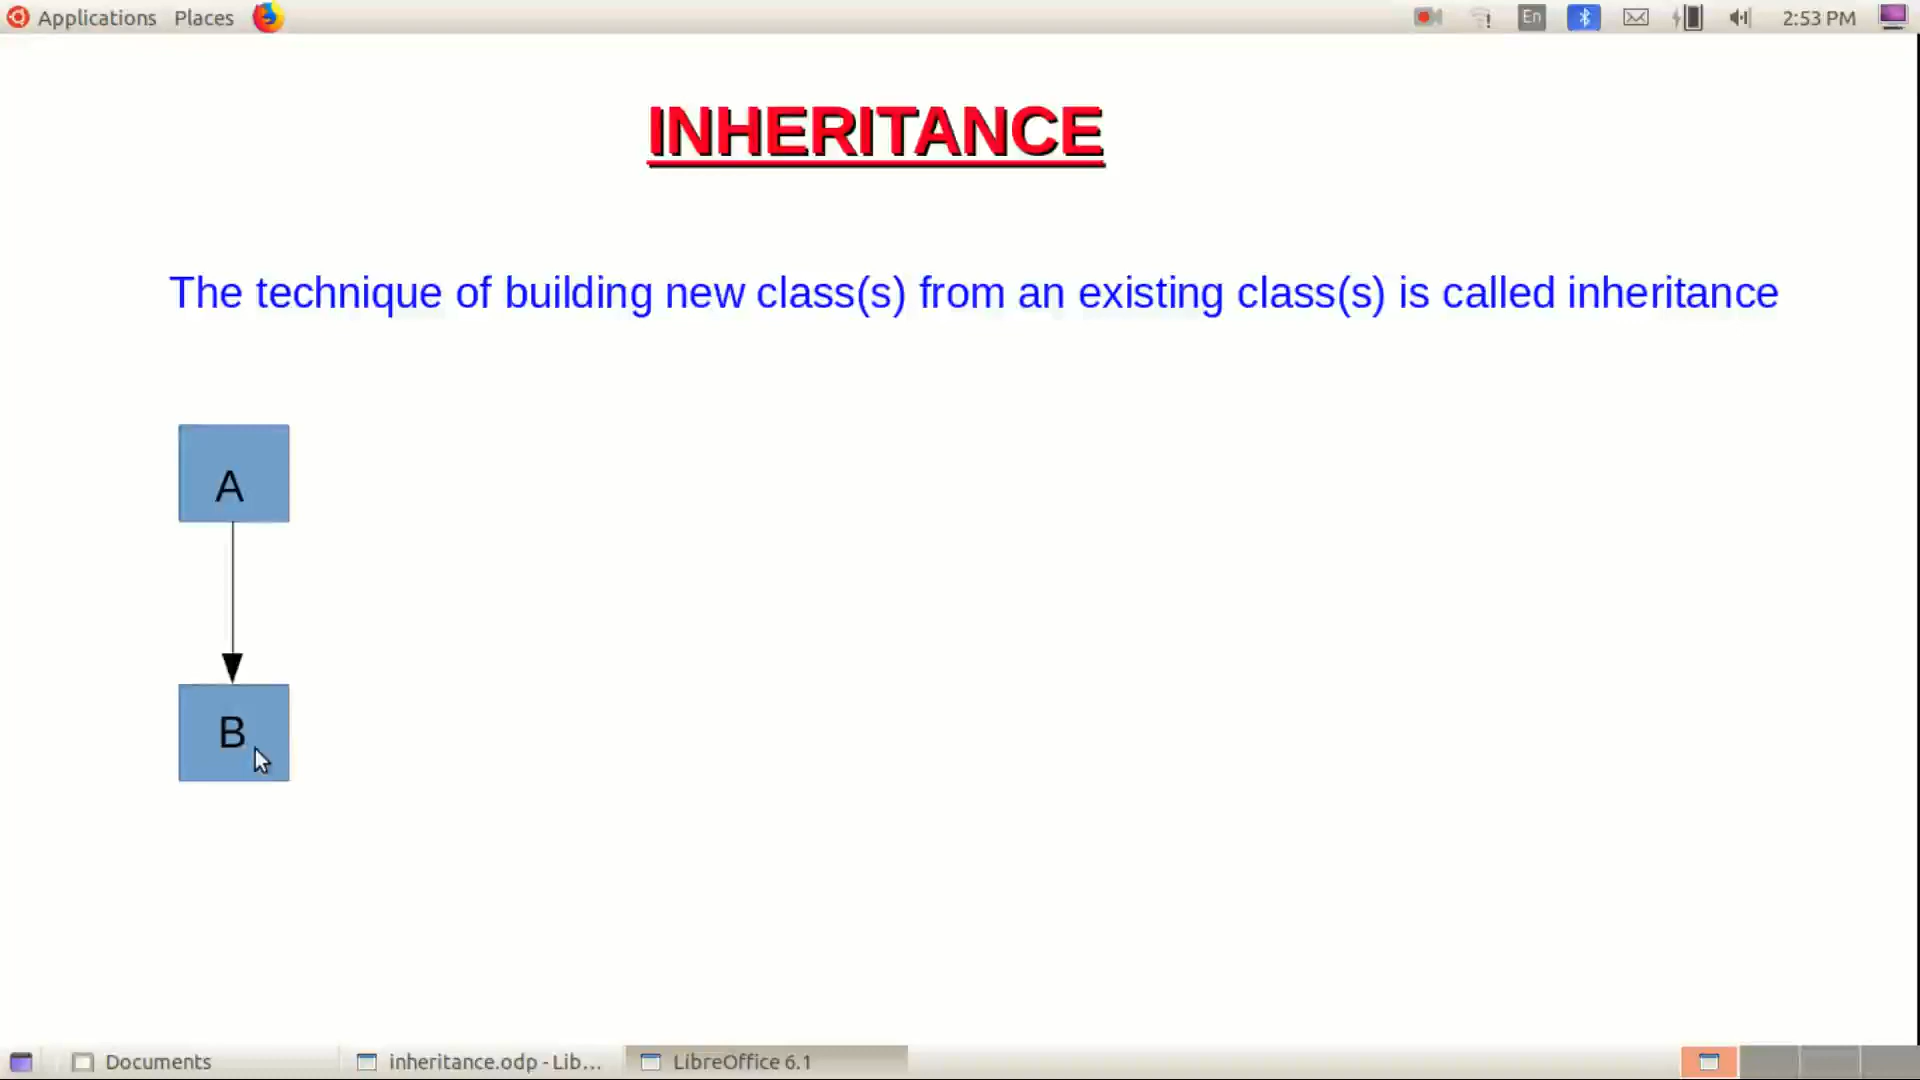 Applications Places En 2:53 PM
INHERITANCE
The technique of building new class(s) from an existing class(s) is called inheritance
A
B
Documents inheritance.odp - Lib... LibreOffice 6.1